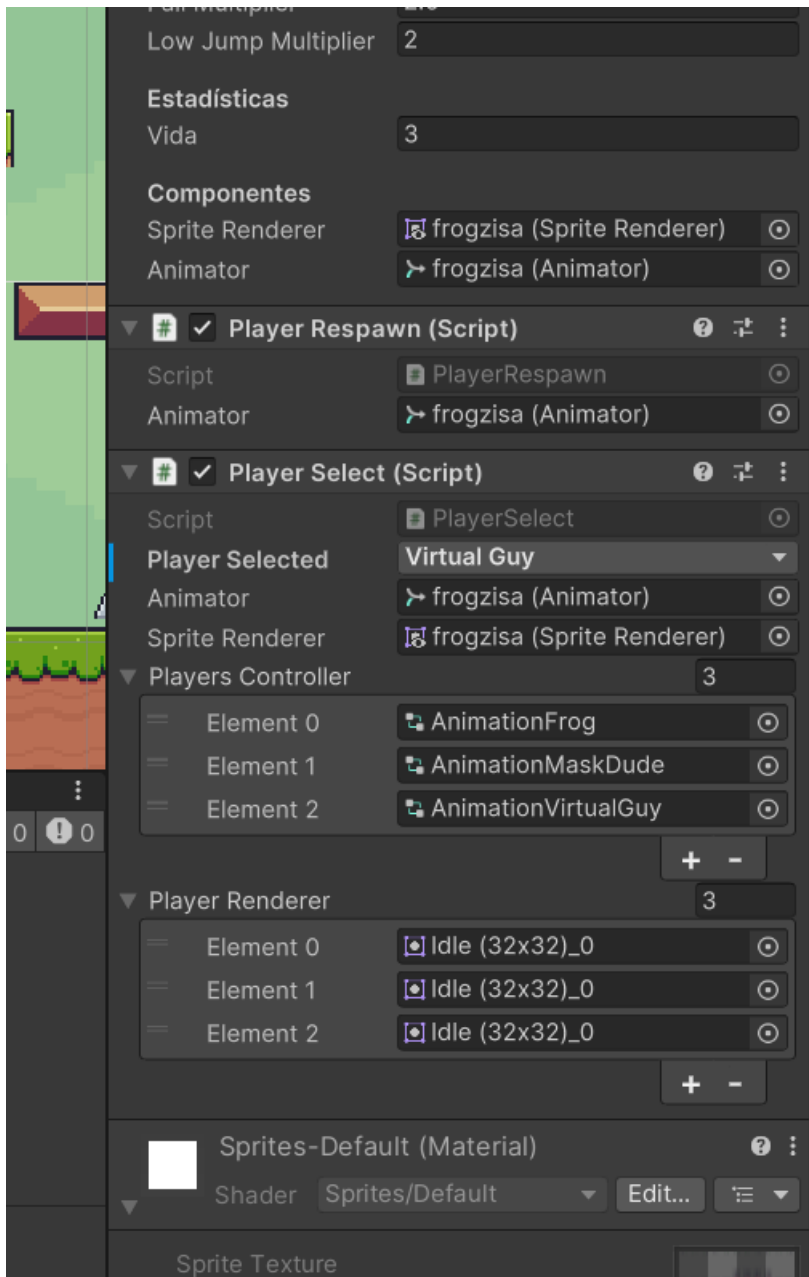 Low Jump Multiplier 2
Estadísticas
Vida 3
Componentes
Sprite Renderer frogzisa (Sprite Renderer)
Animator frogzisa (Animator)
# Player Respawn (Script)
Script # PlayerRespawn
Animator frogzisa (Animator)
# Player Select (Script)
Script # PlayerSelect
Player Selected Virtual Guy
Animator frogzisa (Animator)
Sprite Renderer frogzisa (Sprite Renderer)
Players Controller 3
Element 0 AnimationFrog
Element 1 AnimationMaskDude
Element 2 AnimationVirtualGuy
0 0
+ -
Player Renderer 3
Element 0 Idle (32x32)_0
Element 1 Idle (32x32)_0
Element 2 Idle (32x32)_0
+ -
Sprites-Default (Material)
Shader Sprites/Default Edit...
Sprite Texture